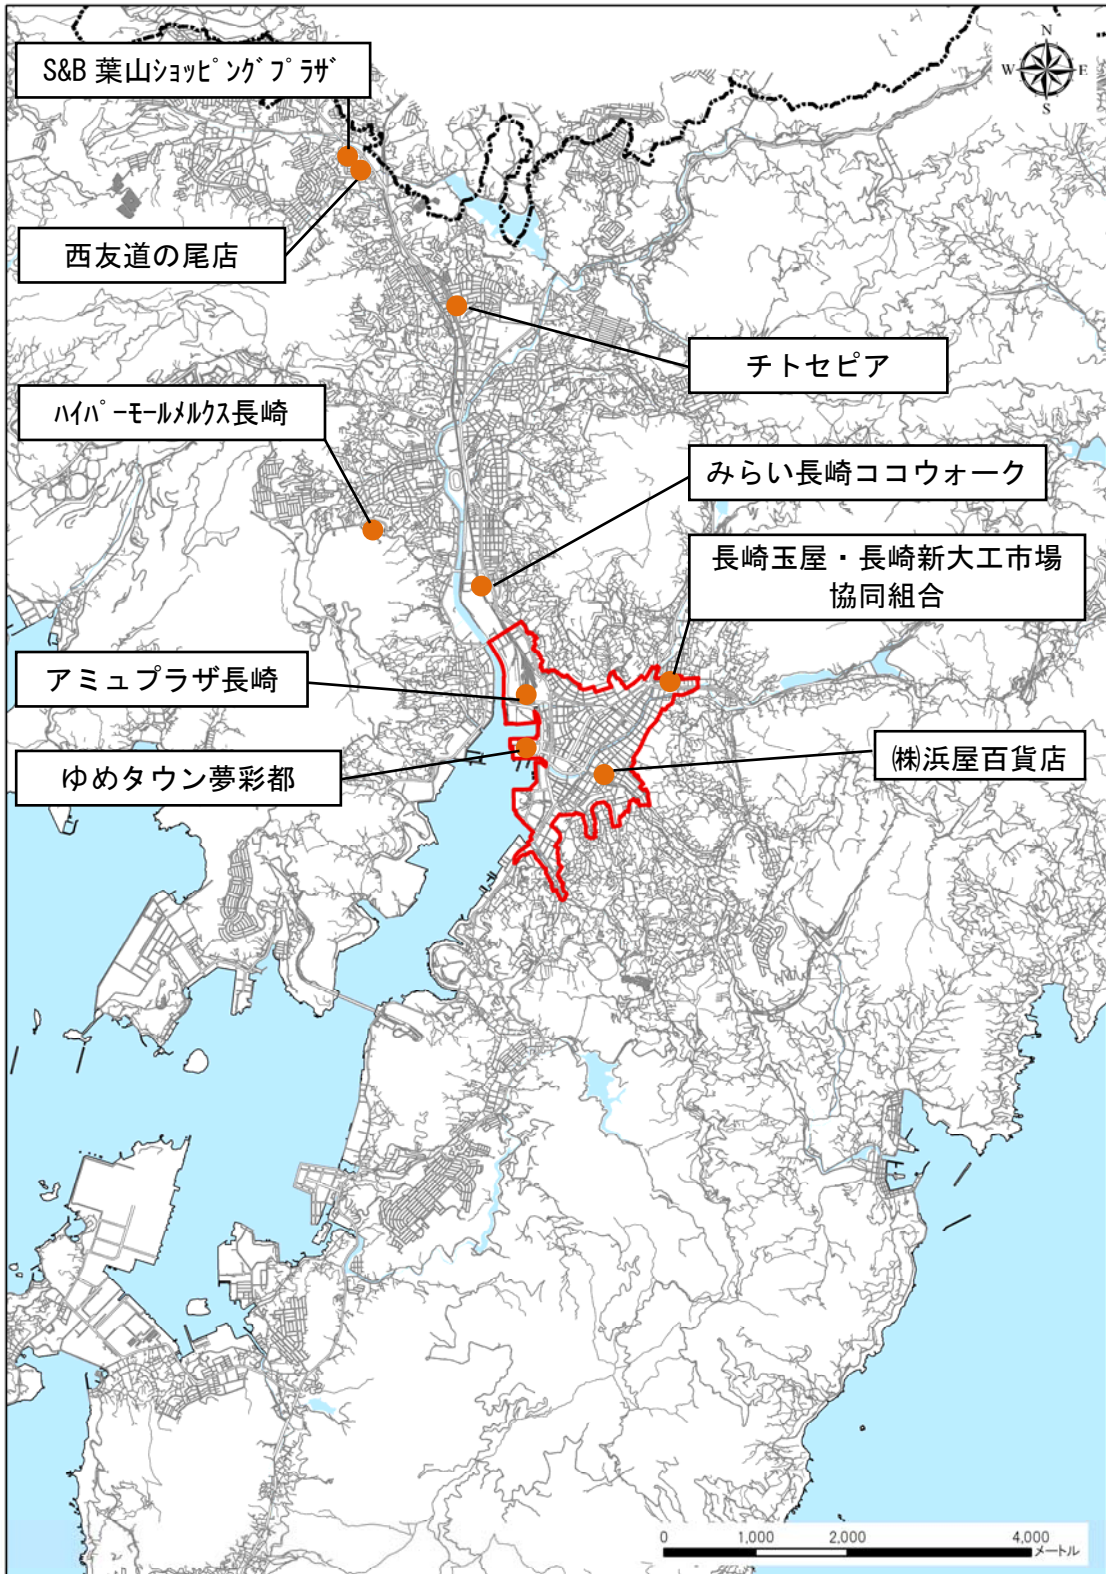 N
W E
S
S&B 葉山ｼｮｯﾋﾟﾝｸﾞﾌﾟﾗｻﾞ
西友道の尾店
チトセピア
ﾊｲﾊﾟｰﾓｰﾙﾒﾙｸｽ長崎
みらい長崎ココウォーク
長崎玉屋・長崎新大工市場
協同組合
アミュプラザ長崎
ゆめタウン夢彩都
㈱浜屋百貨店
0 1,000 2,000 4,000
メートル